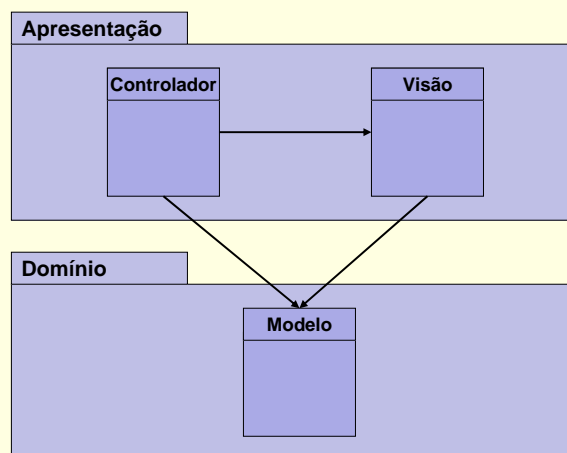 Apresentação
Controlador
Visão
Domínio
Modelo